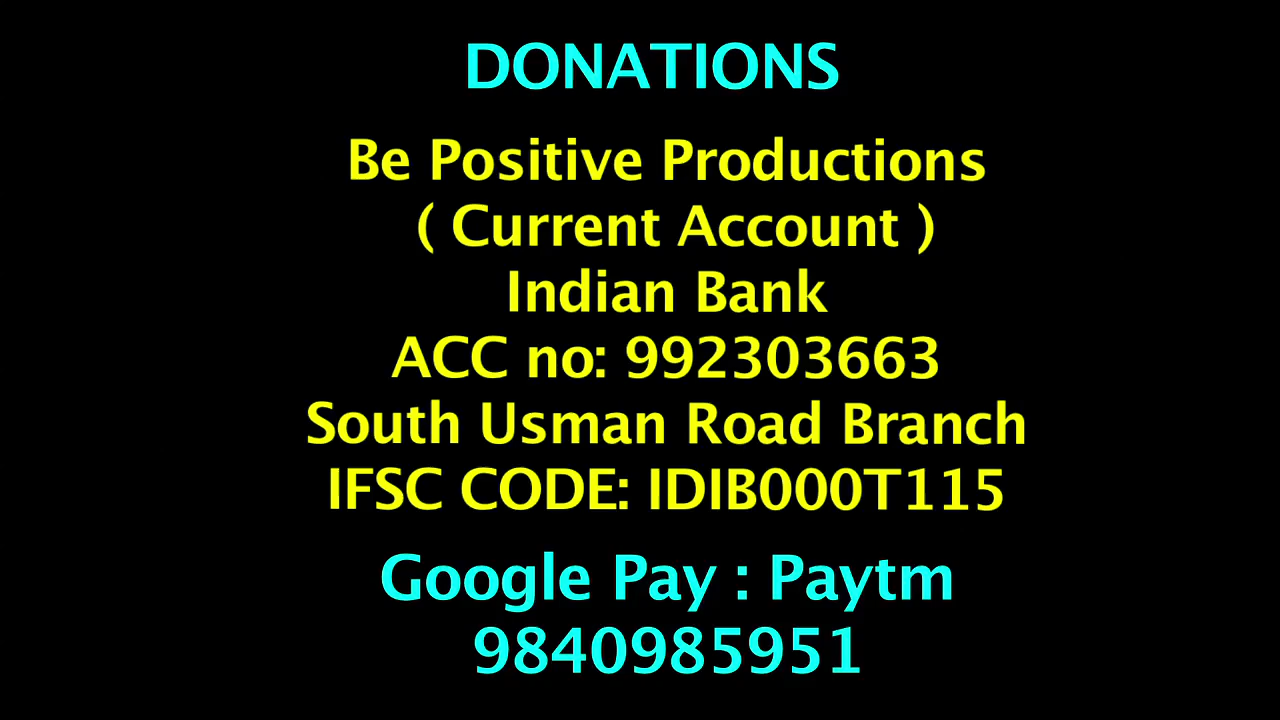 DONATIONS
Be Positive Productions
( Current Account )
Indian Bank
ACC no: 992303663
South Usman Road Branch
IFSC CODE: IDIB000T115
Google Pay : Paytm
9840985951